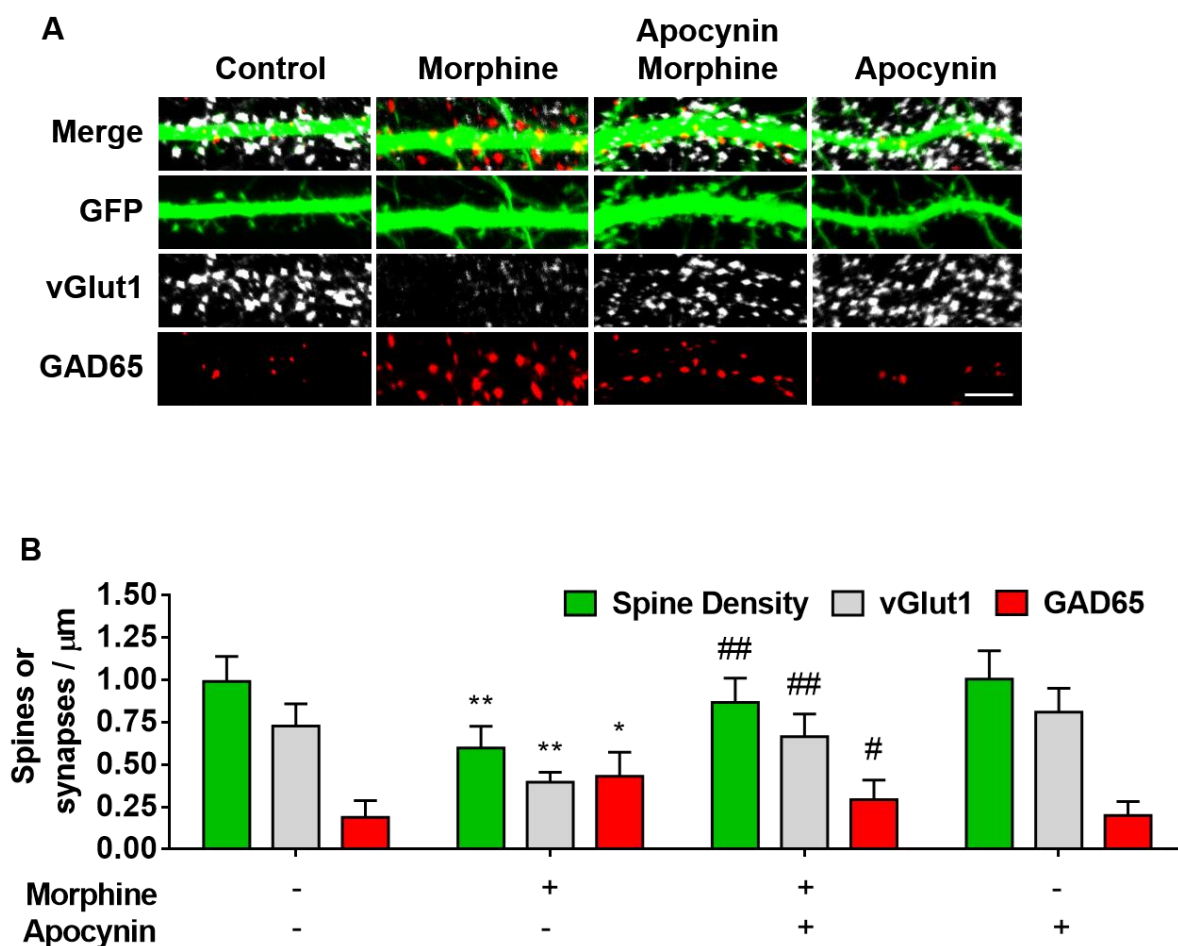 A
Control
Morphine
Apocynin
Morphine
Apocynin
Merge
GFP
vGlut1
GAD65
B
Spines or
synapses / μm
1.50
1.25
1.00
0.75
0.50
0.25
0.00
Spine Density
vGlut1
GAD65
**
**
*
##
##
#
Morphine - + + -
Apocynin - - + +